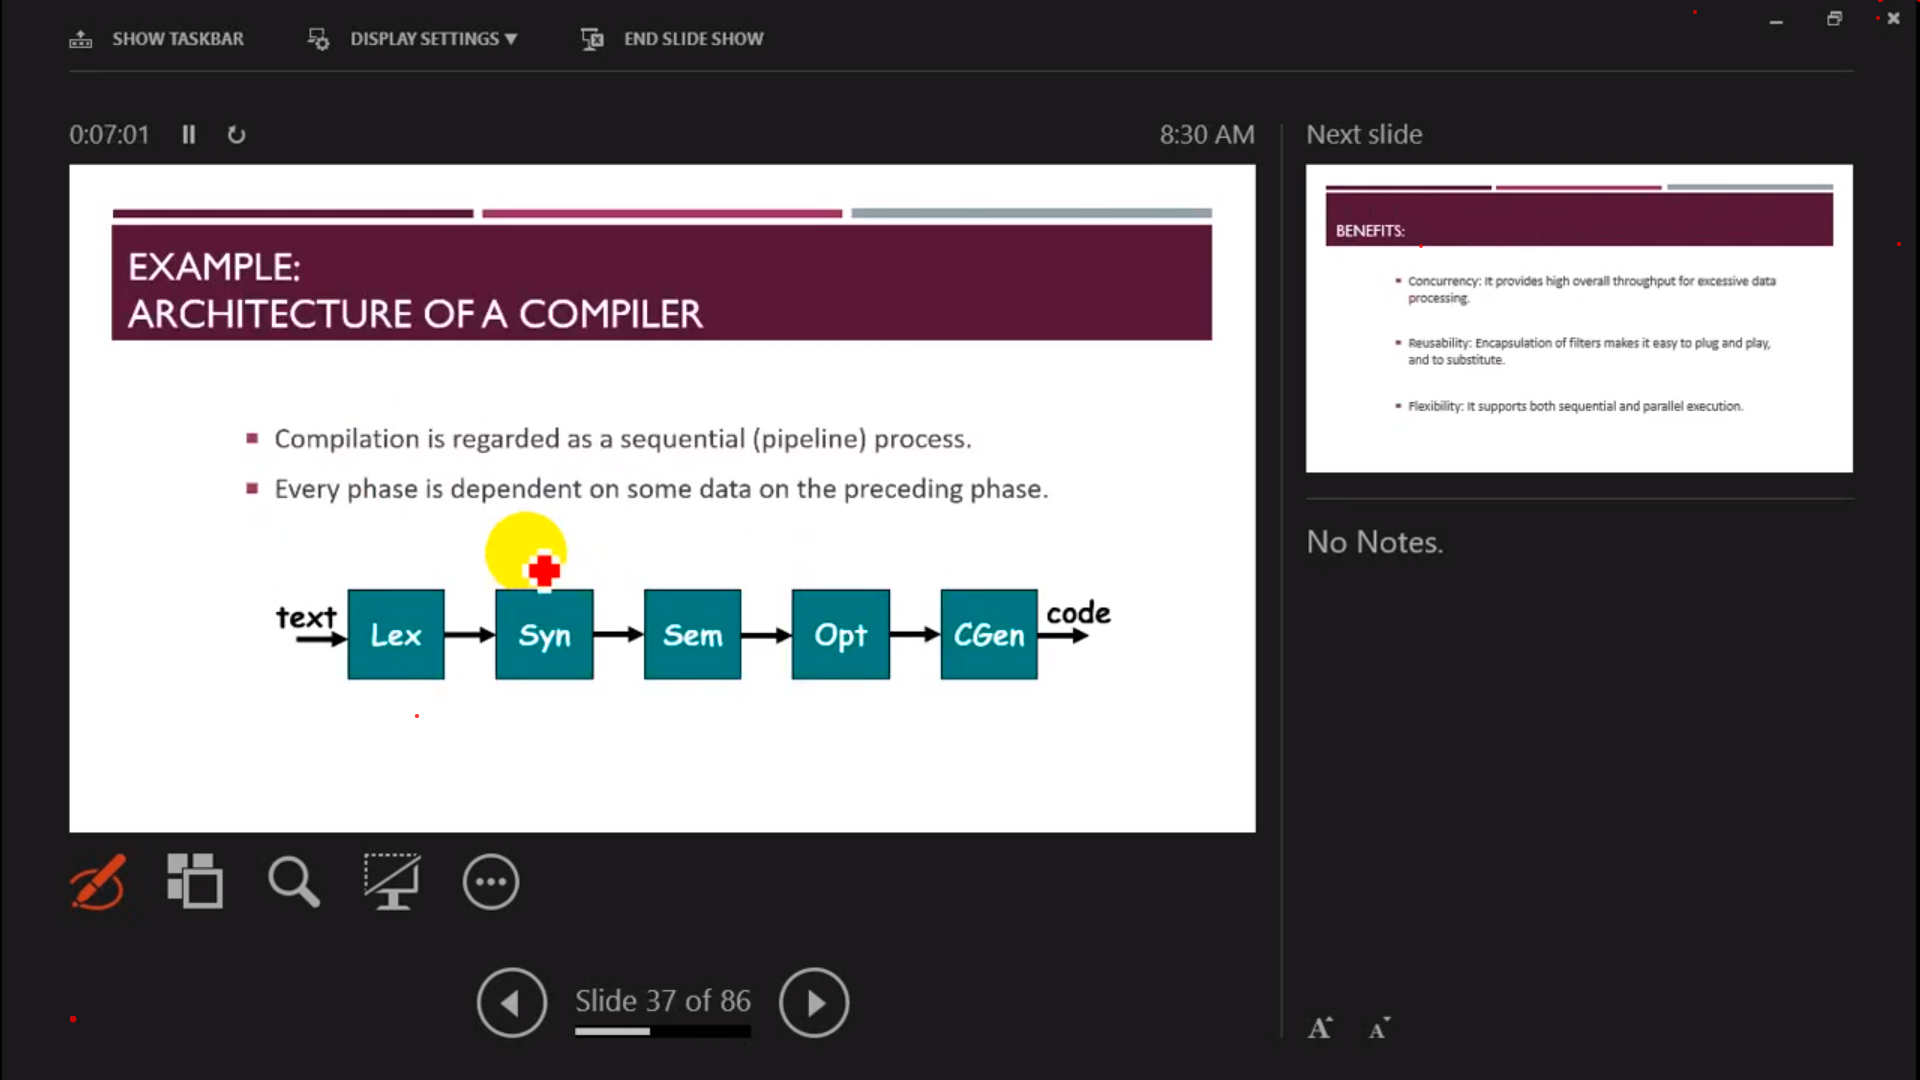 SHOW TASKBAR
DISPLAY SETTINGS
END SLIDE SHOW
0:07:01
8:30 AM
EXAMPLE:
ARCHITECTURE OF A COMPILER
Compilation is regarded as a sequential (pipeline) process.
Every phase is dependent on some data on the preceding phase.
text
Lex
Syn
Sem
Opt
CGen
code
Next slide
BENEFITS:
Concurrency: It provides high overall throughput for excessive data
processing.
Reusability: Encapsulation of filters makes it easy to plug and play,
and to substitute.
Flexibility: It supports both sequential and parallel execution.
No Notes.
Slide 37 of 86
A A